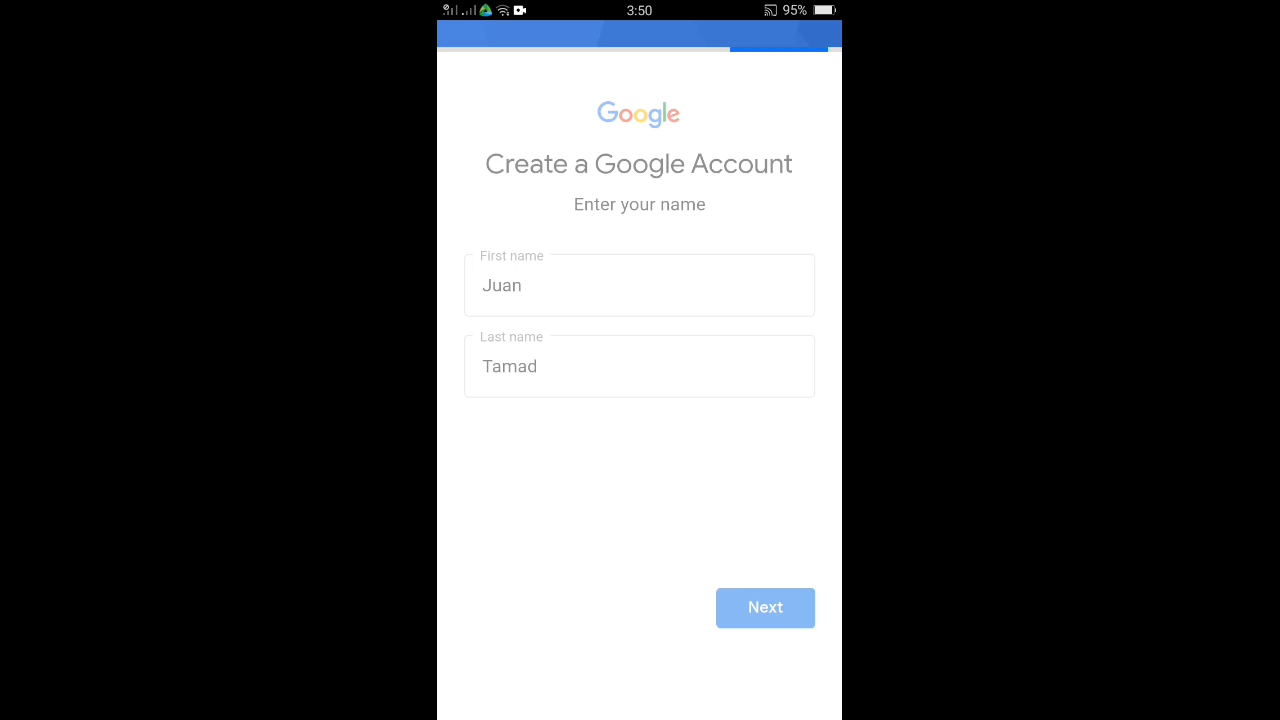 3:50
95%
Google
Create a Google Account
Enter your name
First name
Juan
Last name
Tamad
Next